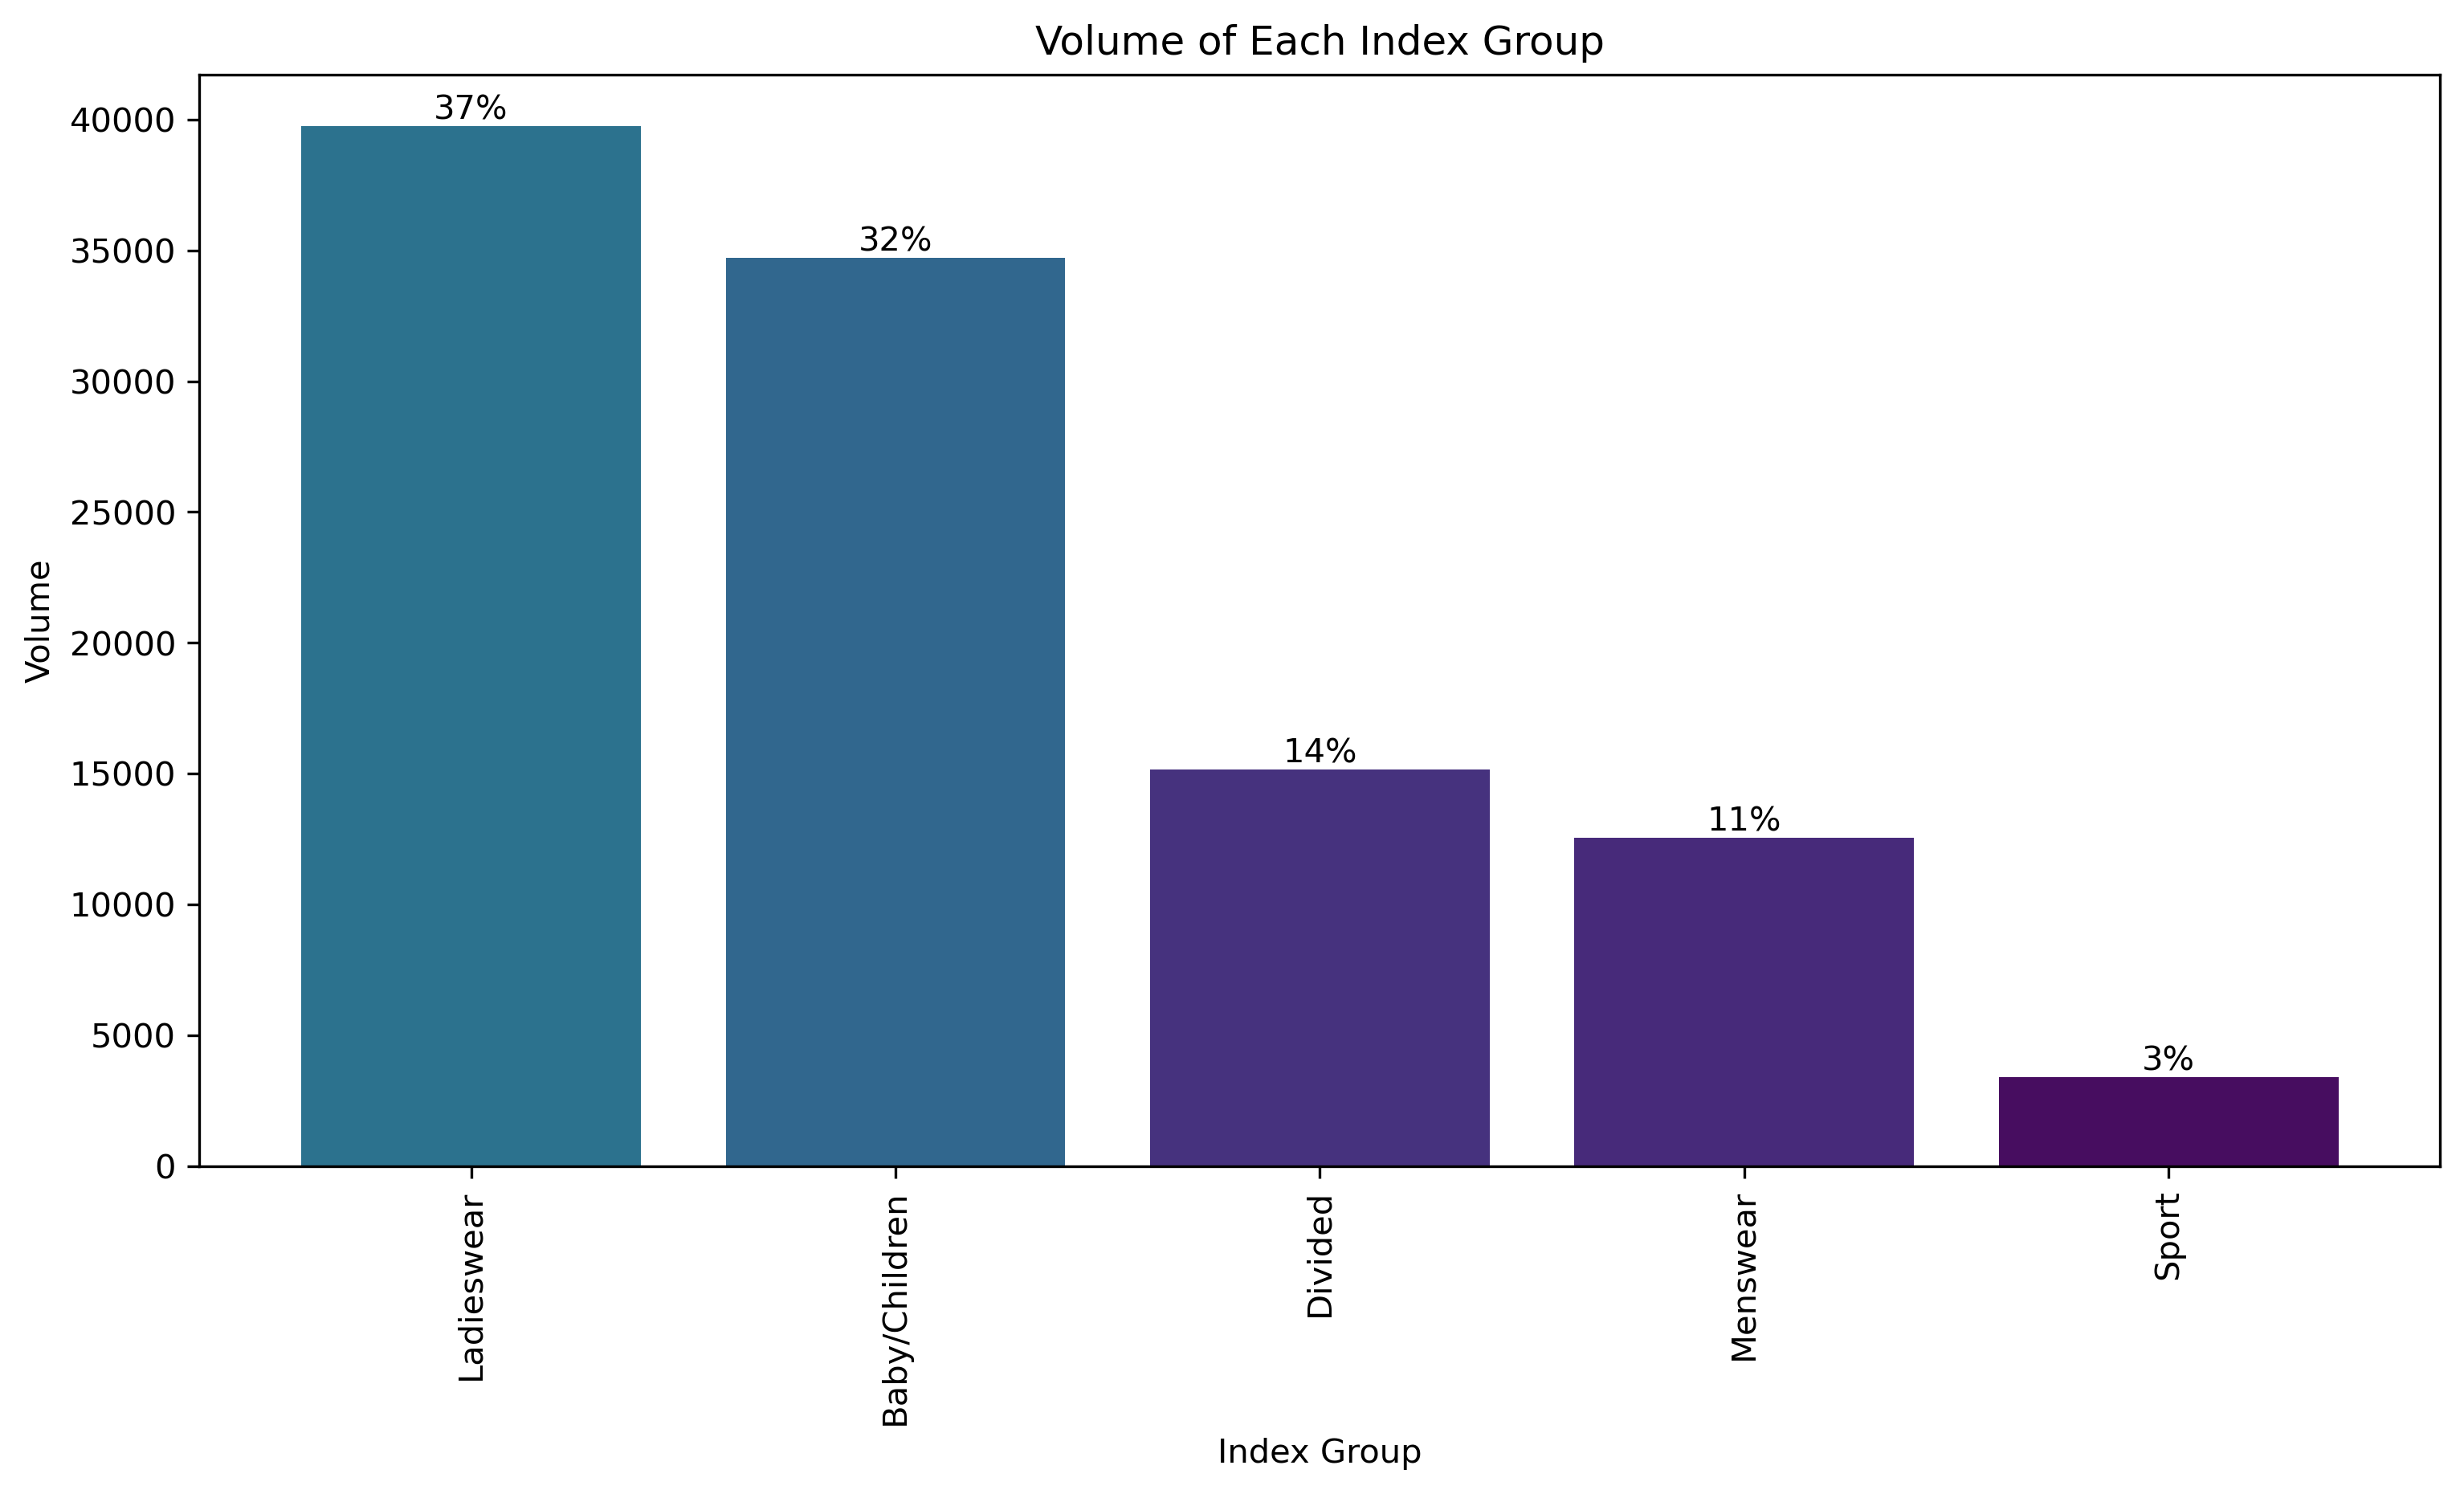 Volume of Each Index Group
Volume
40000
35000
30000
25000
20000
15000
10000
5000
0
37%
32%
14%
11%
3%
Ladieswear
Baby/Children
Divided
Menswear
Sport
Index Group